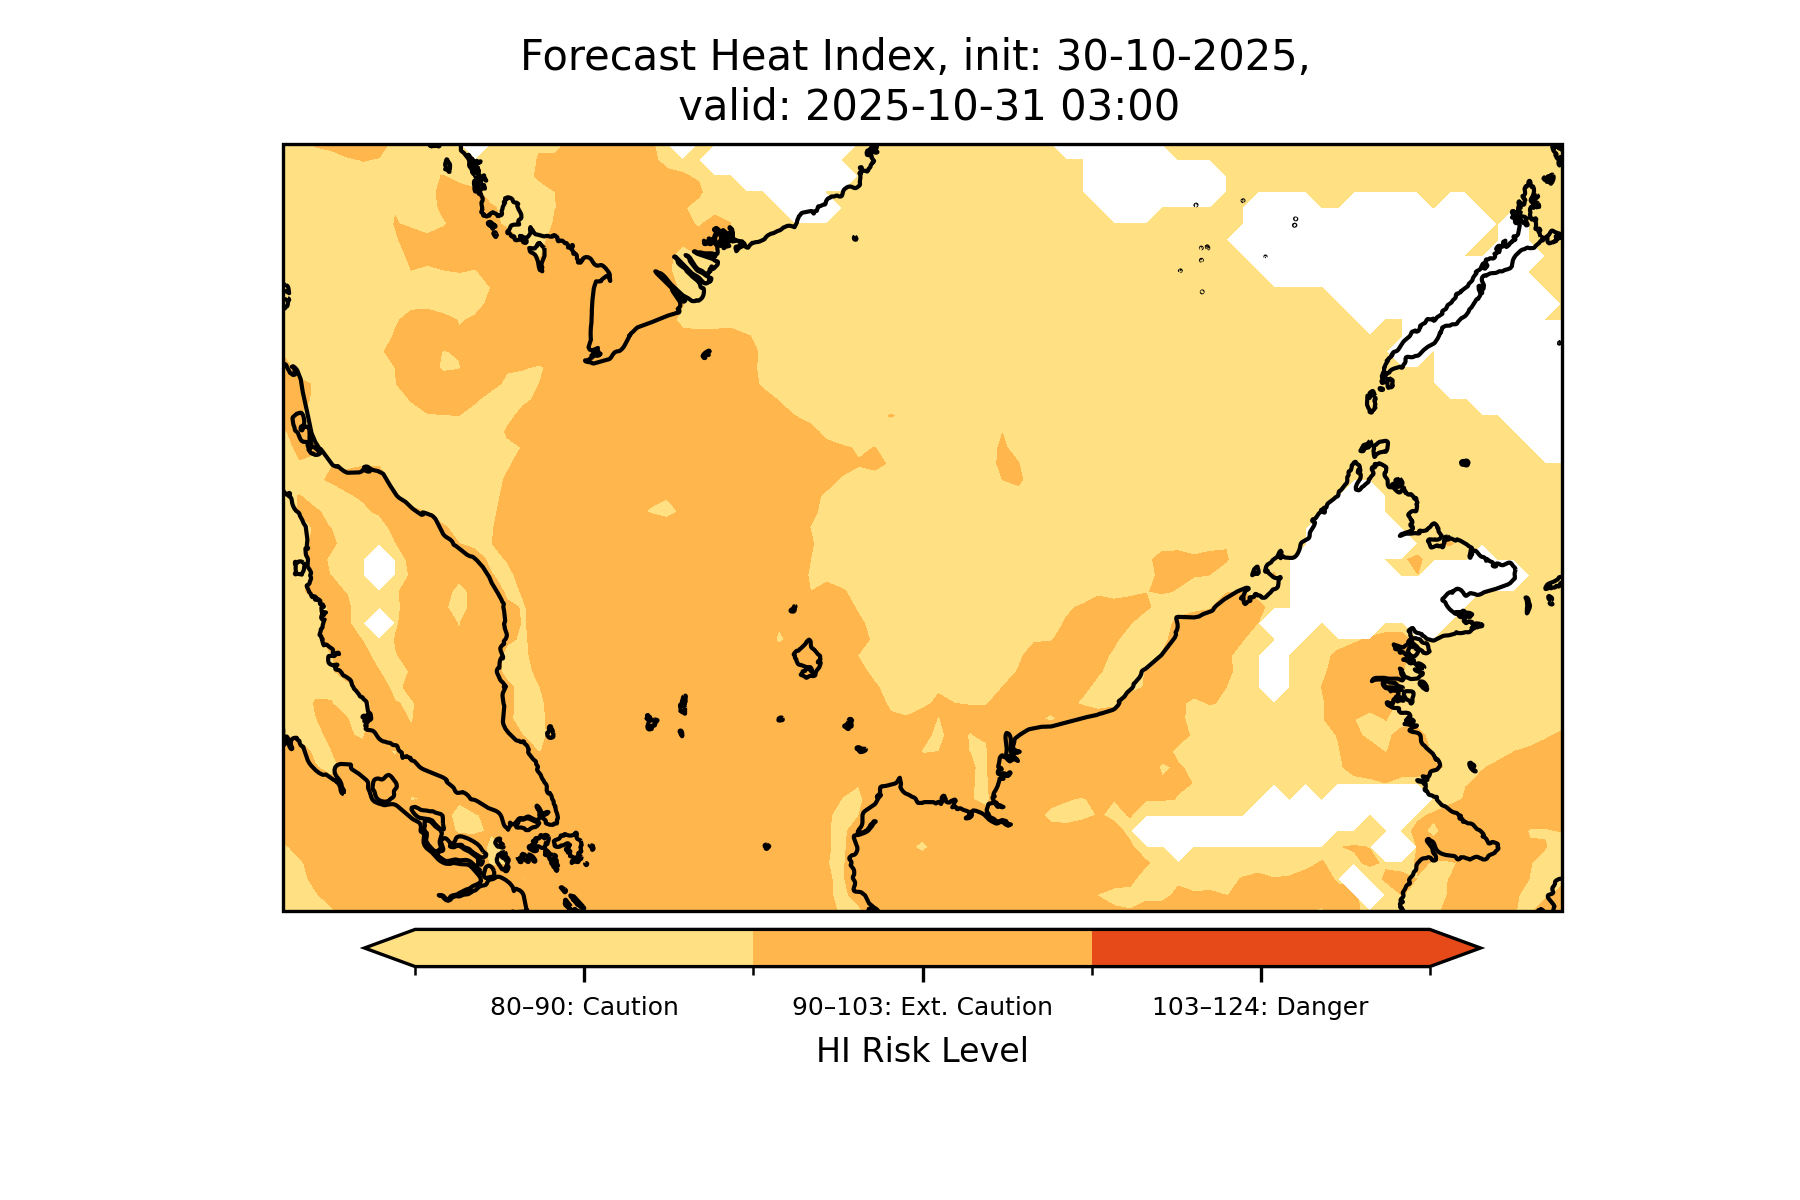 Forecast Heat Index, init: 30-10-2025,
valid: 2025-10-31 03:00
80–90: Caution
90–103: Ext. Caution
103–124: Danger
HI Risk Level